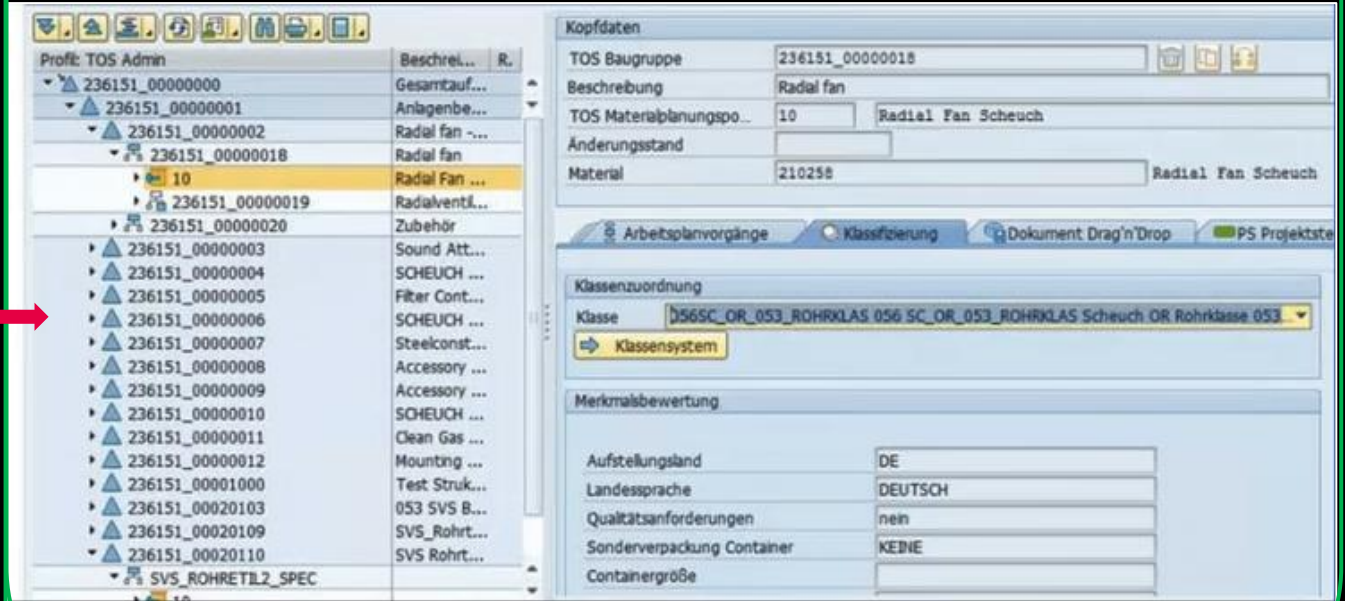 Profil: TOS Admin Beschrei... R.
236151_00000000 Gesamtauf...
236151_00000001 Anlagenbe...
236151_00000002 Radial fan -...
236151_00000018 Radial fan
10 Radial Fan ...
236151_00000019 Radialventil...
236151_00000020 Zubehör
236151_00000003 Sound Att...
236151_00000004 SCHEUCH ...
236151_00000005 Filter Cont...
236151_00000006 SCHEUCH ...
236151_00000007 Steelconst...
236151_00000008 Accessory ...
236151_00000009 Accessory ...
236151_00000010 SCHEUCH ...
236151_00000011 Clean Gas ...
236151_00000012 Mounting ...
236151_00001000 Test Struk...
236151_00020103 053 SVS B...
236151_00020109 SVS_Rohrt...
236151_00020110 SVS Rohrt...
SVS_ROHRETIL2_SPEC
10
Kopfdaten
TOS Baugruppe 236151_00000018
Beschreibung Radial fan
TOS Materialplanungspo... 10 Radial Fan Scheuch
Änderungsstand
Material 210258 Radial Fan Scheuch
Arbeitsplanvorgänge Klassifizierung Dokument Drag'n'Drop PS Projektste
Klassenzuordnung
Klasse 056SC_OR_053_ROHRKLAS 056 SC_OR_053_ROHRKLAS Scheuch OR Rohrklasse 053...
Klassensystem
Merkmalsbewertung
Aufstellungsland DE
Landessprache DEUTSCH
Qualitätsanforderungen nein
Sonderverpackung Container KEINE
Containergröße